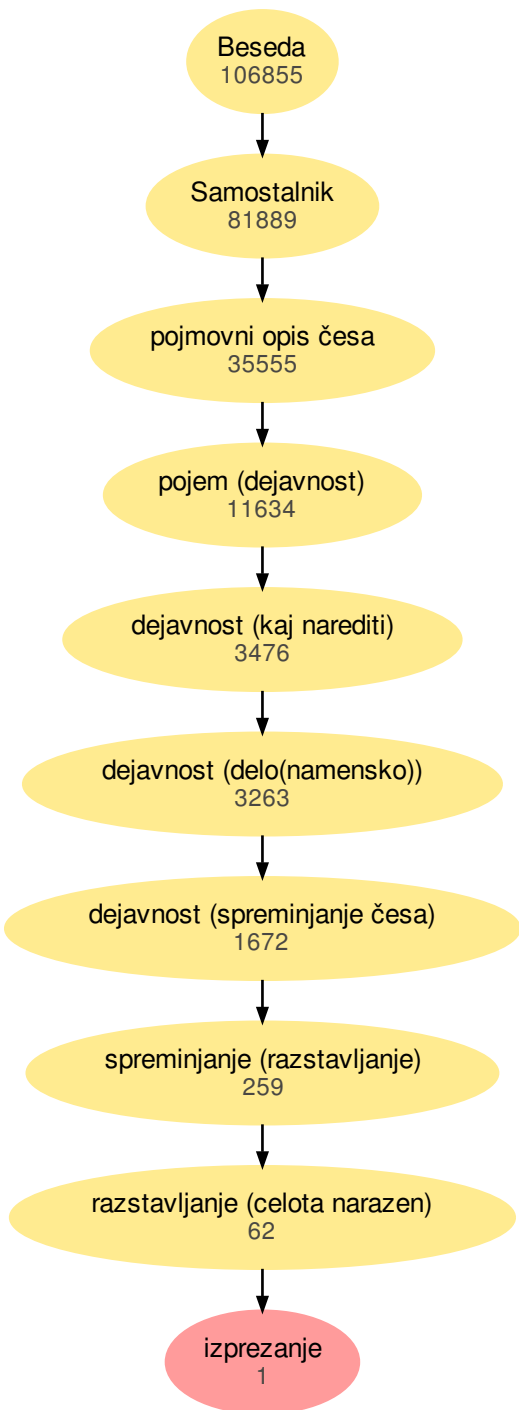 Beseda
106855
Samostalnik
81889
pojmovni opis česa
35555
pojem (dejavnost)
11634
dejavnost (kaj narediti)
3476
dejavnost (delo(namensko))
3263
dejavnost (spreminjanje česa)
1672
spreminjanje (razstavljanje)
259
razstavljanje (celota narazen)
62
izprezanje
1